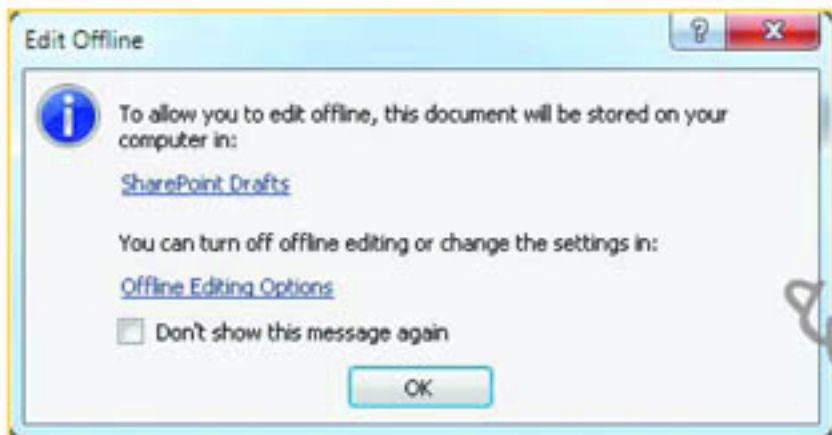 Edit Offline
To allow you to edit offline, this document will be stored on your
computer in:
SharePoint Drafts
You can turn off offline editing or change the settings in:
Offline Editing Options
Don't show this message again
OK